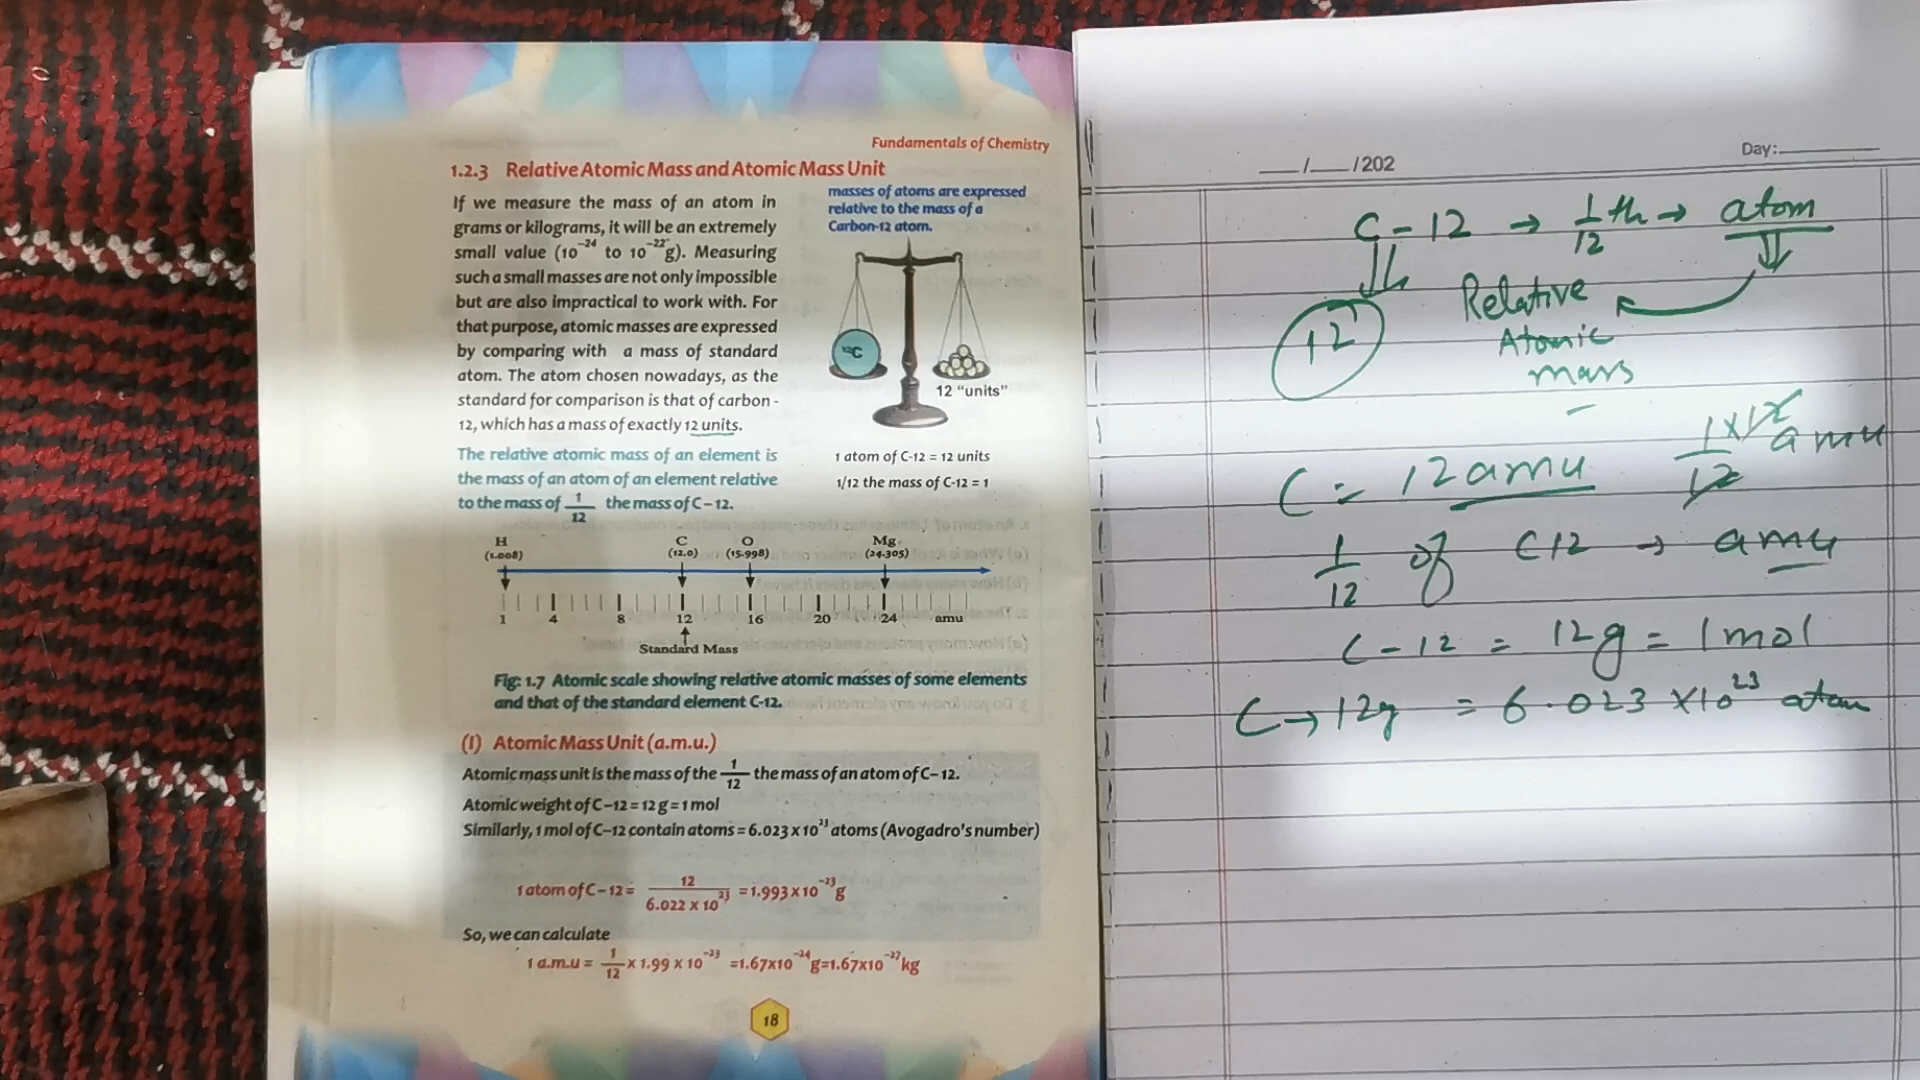 Fundamentals of Chemistry
1.2.3 Relative Atomic Mass and Atomic Mass Unit
If we measure the mass of an atom in
grams or kilograms, it will be an extremely
small value (10⁻²⁴ to 10⁻²²g). Measuring
such a small masses are not only impossible
but are also impractical to work with. For
that purpose, atomic masses are expressed
by comparing with a mass of standard
atom. The atom chosen nowadays, as the
standard for comparison is that of carbon -
12, which has a mass of exactly 12 units.
The relative atomic mass of an element is
the mass of an atom of an element relative
to the mass of 1/12 the mass of C-12.
masses of atoms are expressed
relative to the mass of a
Carbon-12 atom.
¹²C
12 "units"
1 atom of C-12 = 12 units
1/12 the mass of C-12 = 1
H C O Mg
(1.008) (12.0) (15.998) (24.305)
1 4 8 12 16 20 24 amu
Standard Mass
Fig: 1.7 Atomic scale showing relative atomic masses of some elements
and that of the standard element C-12.
(I) Atomic Mass Unit (a.m.u.)
Atomic mass unit is the mass of the 1/12 the mass of an atom of C-12.
Atomic weight of C-12 = 12 g = 1 mol
Similarly, 1 mol of C-12 contain atoms = 6.023 x 10²³ atoms (Avogadro's number)
1 atom of C-12 = 12/6.022 x 10²³ = 1.993 x 10⁻²³ g
So, we can calculate
1 a.m.u = 1/12 x 1.99 x 10⁻²³ =1.67x10⁻²⁴g=1.67x10⁻²⁷kg
18
__/__/202 Day:
C-12 → 1/12 th → atom
12
Relative
Atomic
mass
C = 12amu 1x12/12 amu
1/12 of C12 → amu
C-12 = 12g = 1mol
C → 12g = 6.023 x10²³ atom